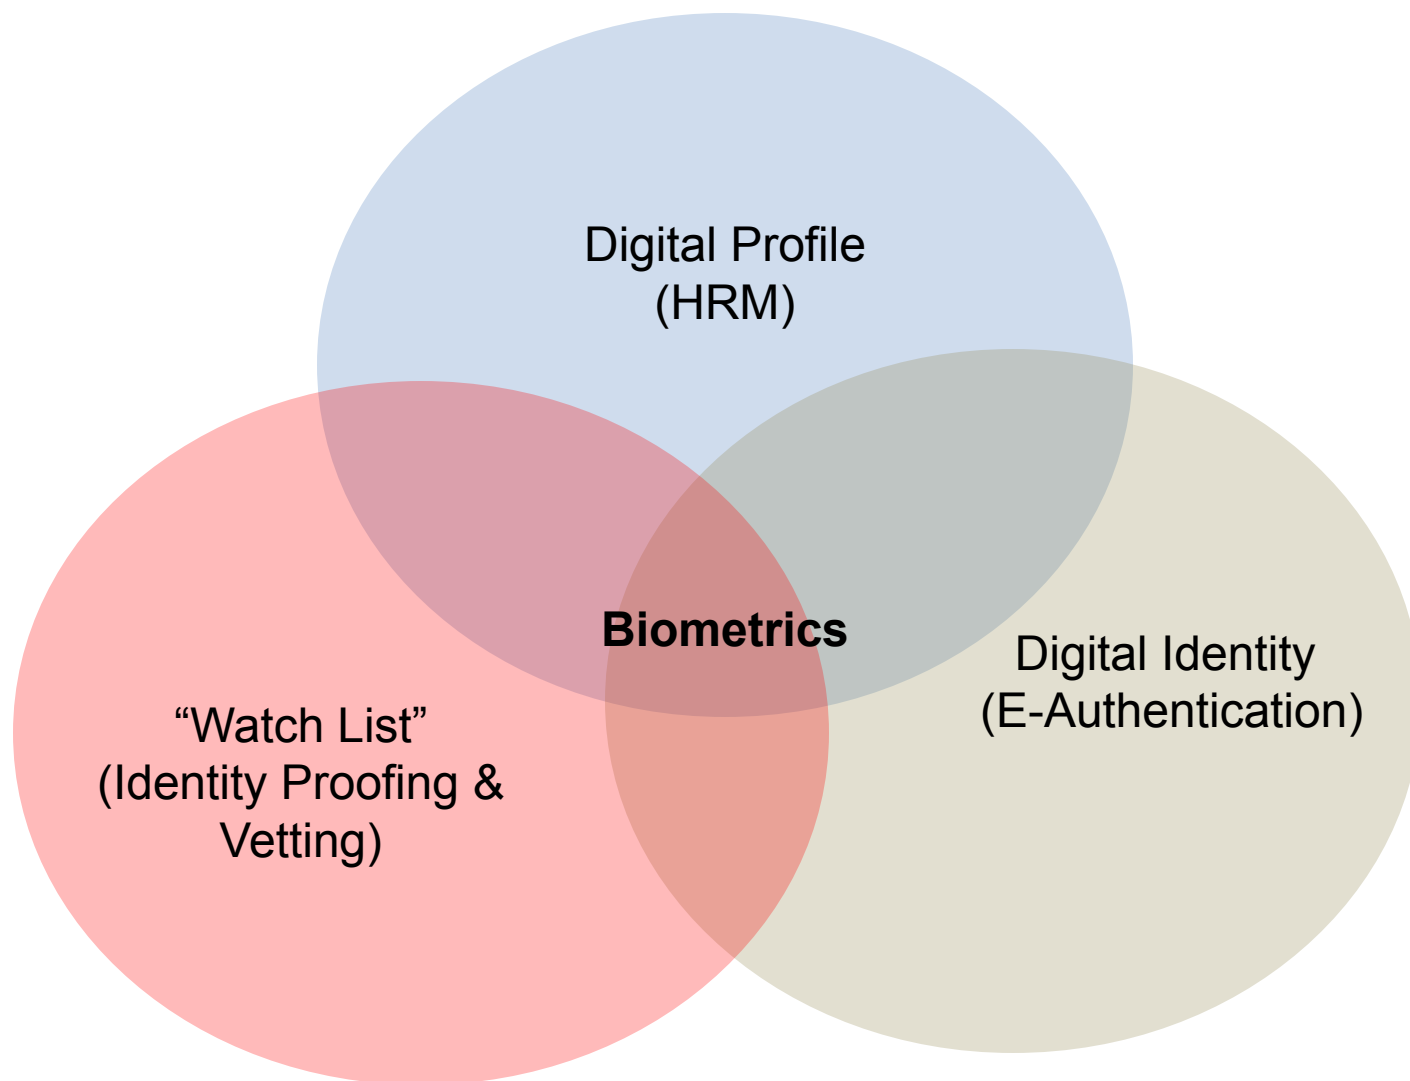 Digital Profile
(HRM)
Biometrics
Digital Identity
(E-Authentication)
“Watch List”
(Identity Proofing &
Vetting)